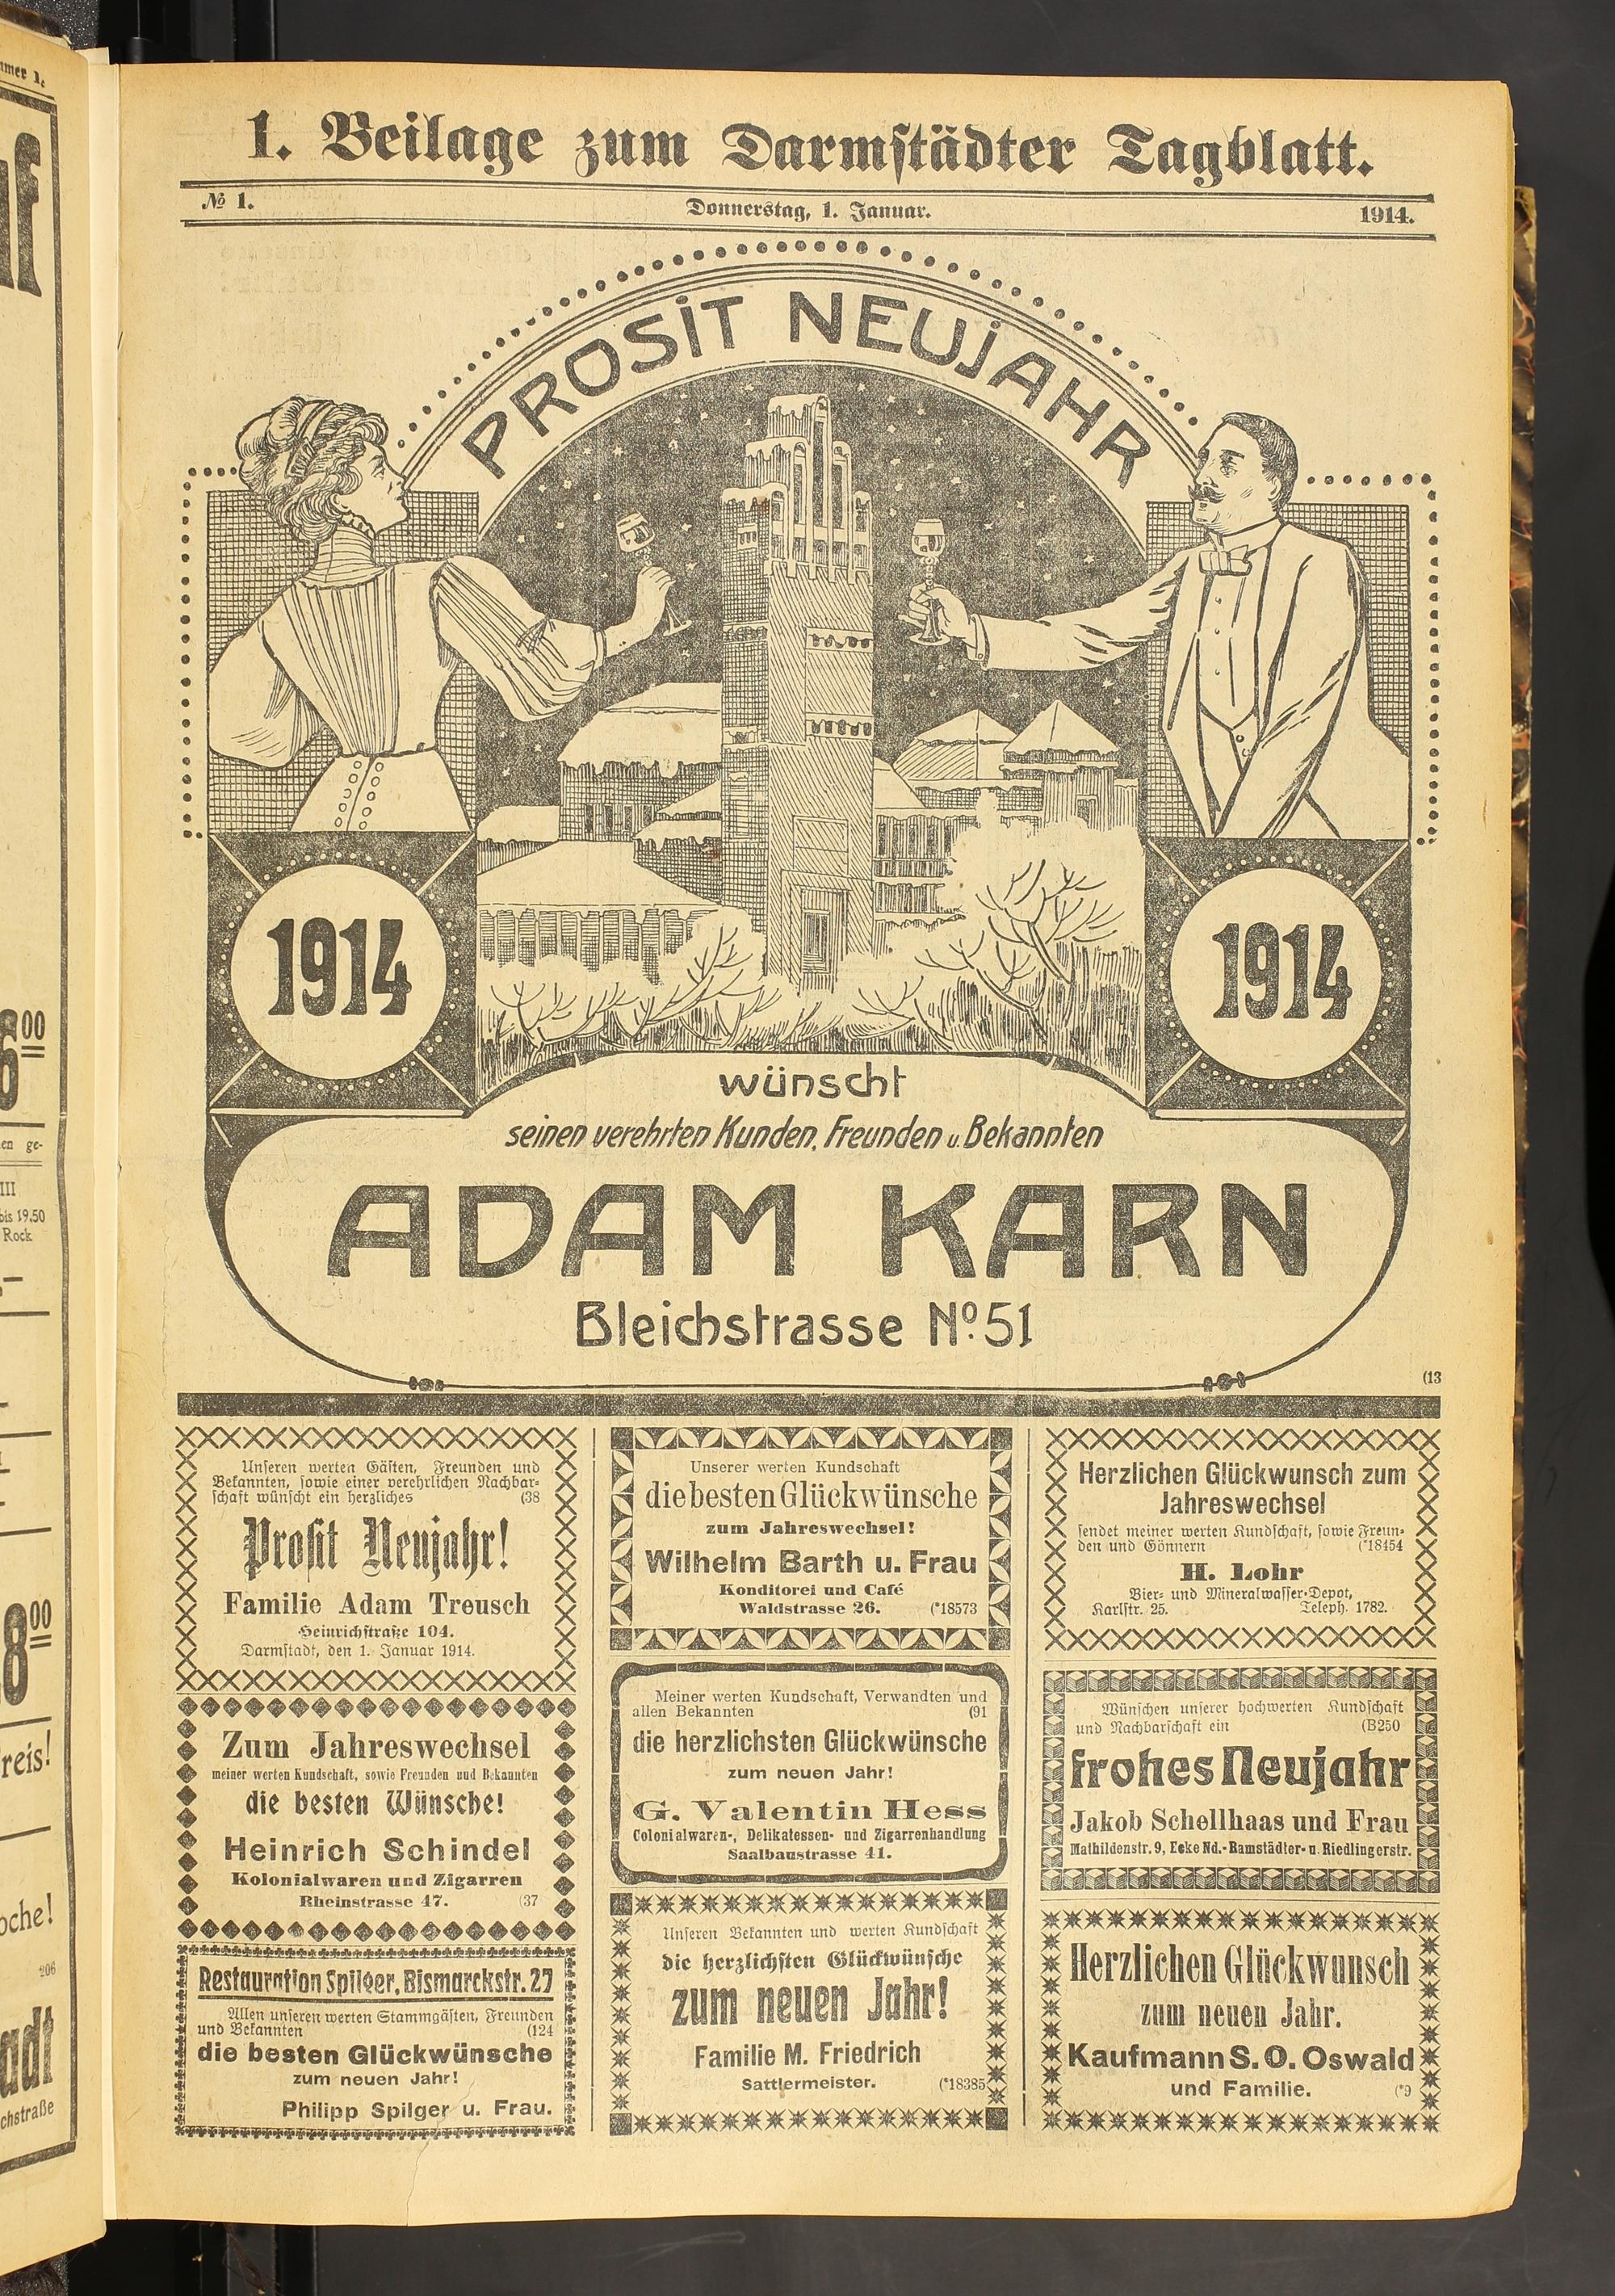 1. Beilage zum Darmstädter Tagblatt.
№ 1.
Donnerstag, 1. Januar.
1914.
PROSIT NEUJAHR
1914
1914
wünscht
seinen verehrten Kunden, Freunden u. Bekannten
ADAM KARN
Bleichstrasse No. 51
(13
Unseren werten Gästen, Freunden und
Bekannten, sowie einer verehrlichen Nachbar-
schaft wünscht ein herzliches (38
Prosit Neujahr!
Familie Adam Treusch
Heinrichstraße 104.
Darmstadt, den 1. Januar 1914.
Zum Jahreswechsel
meiner werten Kundschaft, sowie Freunden und Bekannten
die besten Wünsche!
Heinrich Schindel
Kolonialwaren und Zigarren
Rheinstrasse 47. (37
Restauration Spilger, Bismarckstr. 27
Allen unseren werten Stammgästen, Freunden
und Bekannten (124
die besten Glückwünsche
zum neuen Jahr!
Philipp Spilger u. Frau.
Unserer werten Kundschaft
die besten Glückwünsche
zum Jahreswechsel!
Wilhelm Barth u. Frau
Konditorei und Café
Waldstrasse 26. (*18573
Meiner werten Kundschaft, Verwandten und
allen Bekannten (91
die herzlichsten Glückwünsche
zum neuen Jahr!
G. Valentin Hess
Colonialwaren-, Delikatessen- und Zigarrenhandlung
Saalbaustrasse 41.
Unseren Bekannten und werten Kundschaft
die herzlichsten Glückwünsche
zum neuen Jahr!
Familie M. Friedrich
Sattlermeister. (*18385
Herzlichen Glückwunsch zum
Jahreswechsel
sendet meiner werten Kundschaft, sowie Freun-
den und Gönnern (*18454
H. Lohr
Bier- und Mineralwasser-Depot,
Karlstr. 25. Teleph. 1782.
Wünschen unserer hochwerten Kundschaft
und Nachbarschaft ein (B250
frohes Neujahr
Jakob Schellhaas und Frau
Mathildenstr. 9, Ecke Nd.-Ramstädter- u. Riedlingerstr.
Herzlichen Glückwunsch
zum neuen Jahr.
Kaufmann S. O. Oswald
und Familie. (*9